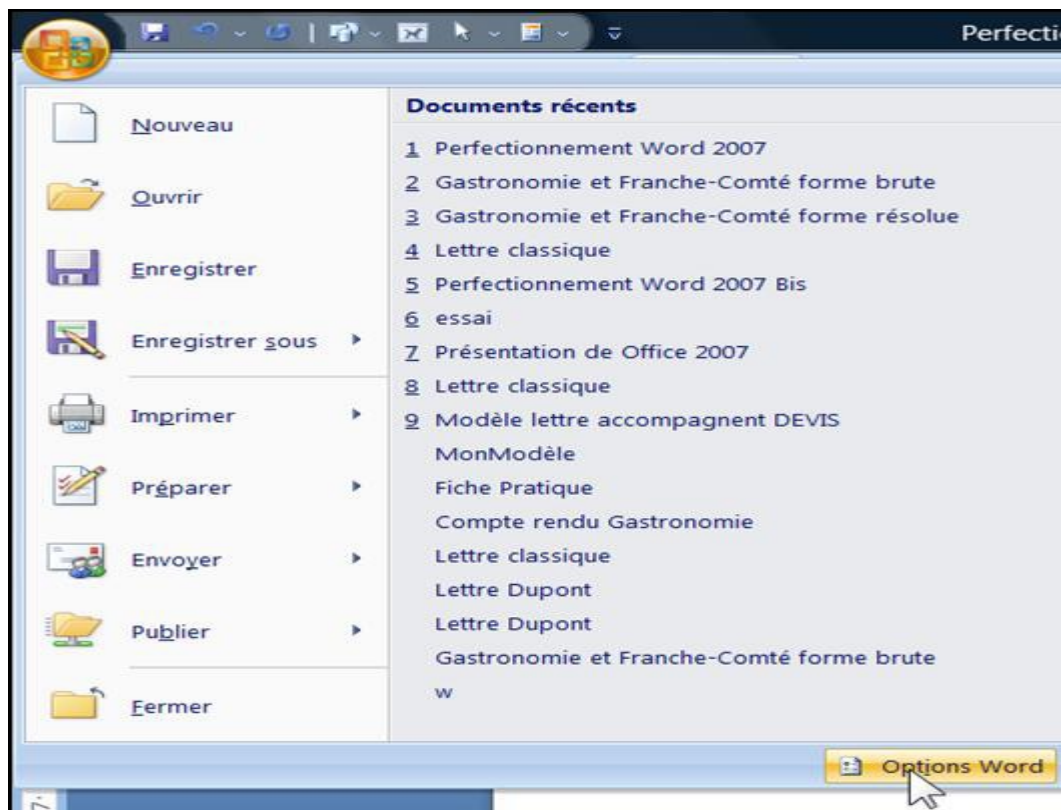 Perfecti
Nouveau
Ouvrir
Enregistrer
Enregistrer sous
Imprimer
Préparer
Envoyer
Publier
Fermer
Documents récents
1 Perfectionnement Word 2007
2 Gastronomie et Franche-Comté forme brute
3 Gastronomie et Franche-Comté forme résolue
4 Lettre classique
5 Perfectionnement Word 2007 Bis
6 essai
7 Présentation de Office 2007
8 Lettre classique
9 Modèle lettre accompagnent DEVIS
MonModèle
Fiche Pratique
Compte rendu Gastronomie
Lettre classique
Lettre Dupont
Lettre Dupont
Gastronomie et Franche-Comté forme brute
w
Options Word